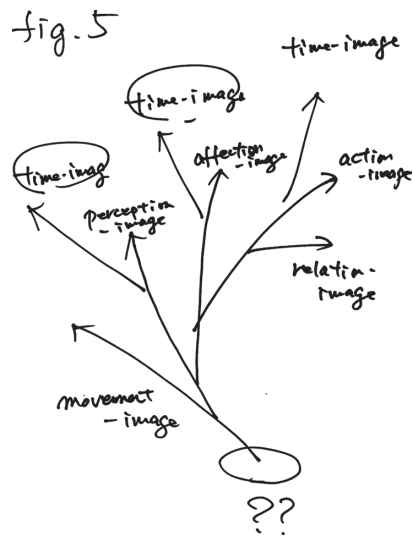 fig. 5
time-image
time-image
time-imag
affection
-image
action
-image
perception
-image
relation-
image
movement
-image
??